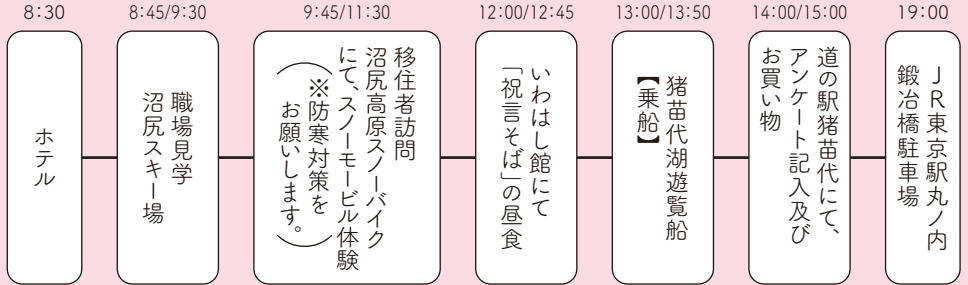 8:30
ホテル
8:45/9:30
職場見学
沼尻スキー場
9:45/11:30
移住者訪問
沼尻高原スノーバイク
にて、スノーモービル体験
(※防寒対策を
お願いします。)
12:00/12:45
いわはし館にて
「祝言そば」の昼食
13:00/13:50
猪苗代湖遊覧船
【乗船】
14:00/15:00
道の駅猪苗代にて、
アンケート記入及び
お買い物
19:00
JR東京駅丸ノ内
鍛冶橋駐車場